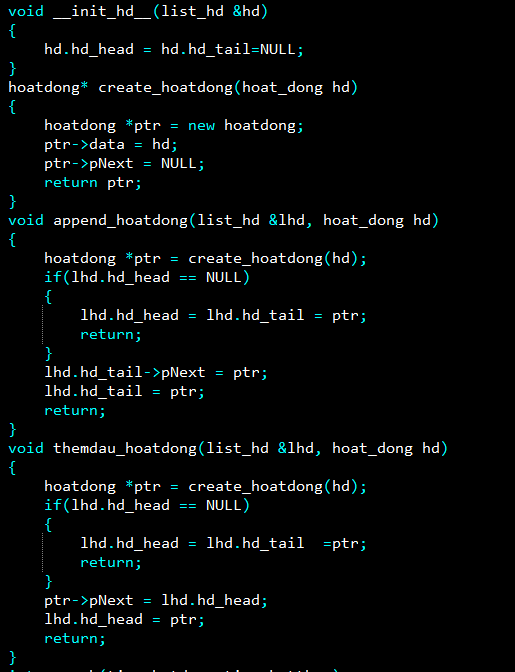 void __init_hd__(list_hd &hd)
{
    hd.hd_head = hd.hd_tail=NULL;
}
hoatdong* create_hoatdong(hoat_dong hd)
{
    hoatdong *ptr = new hoatdong;
    ptr->data = hd;
    ptr->pNext = NULL;
    return ptr;
}
void append_hoatdong(list_hd &lhd, hoat_dong hd)
{
    hoatdong *ptr = create_hoatdong(hd);
    if(lhd.hd_head == NULL)
    {
        lhd.hd_head = lhd.hd_tail = ptr;
        return;
    }
    lhd.hd_tail->pNext = ptr;
    lhd.hd_tail = ptr;
    return;
}
void themdau_hoatdong(list_hd &lhd, hoat_dong hd)
{
    hoatdong *ptr = create_hoatdong(hd);
    if(lhd.hd_head == NULL)
    {
        lhd.hd_head = lhd.hd_tail  =ptr;
        return;
    }
    ptr->pNext = lhd.hd_head;
    lhd.hd_head = ptr;
    return;
}